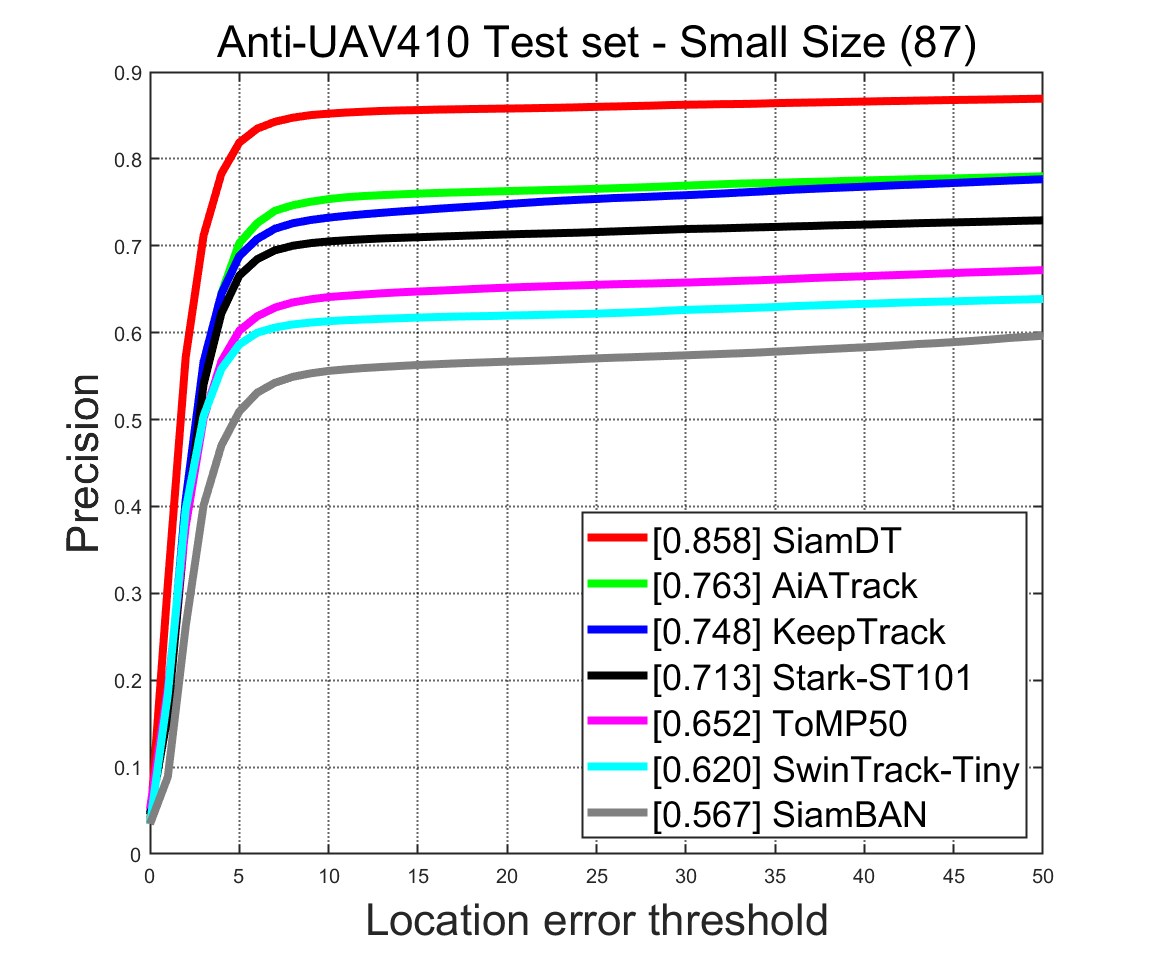 Anti-UAV410 Test set - Small Size (87)
0.9
0.8
0.7
0.6
0.5
0.4
0.3
0.2
0.1
0
Precision
[0.858] SiamDT
[0.763] AiATrack
[0.748] KeepTrack
[0.713] Stark-ST101
[0.652] ToMP50
[0.620] SwinTrack-Tiny
[0.567] SiamBAN
0 5 10 15 20 25 30 35 40 45 50
Location error threshold